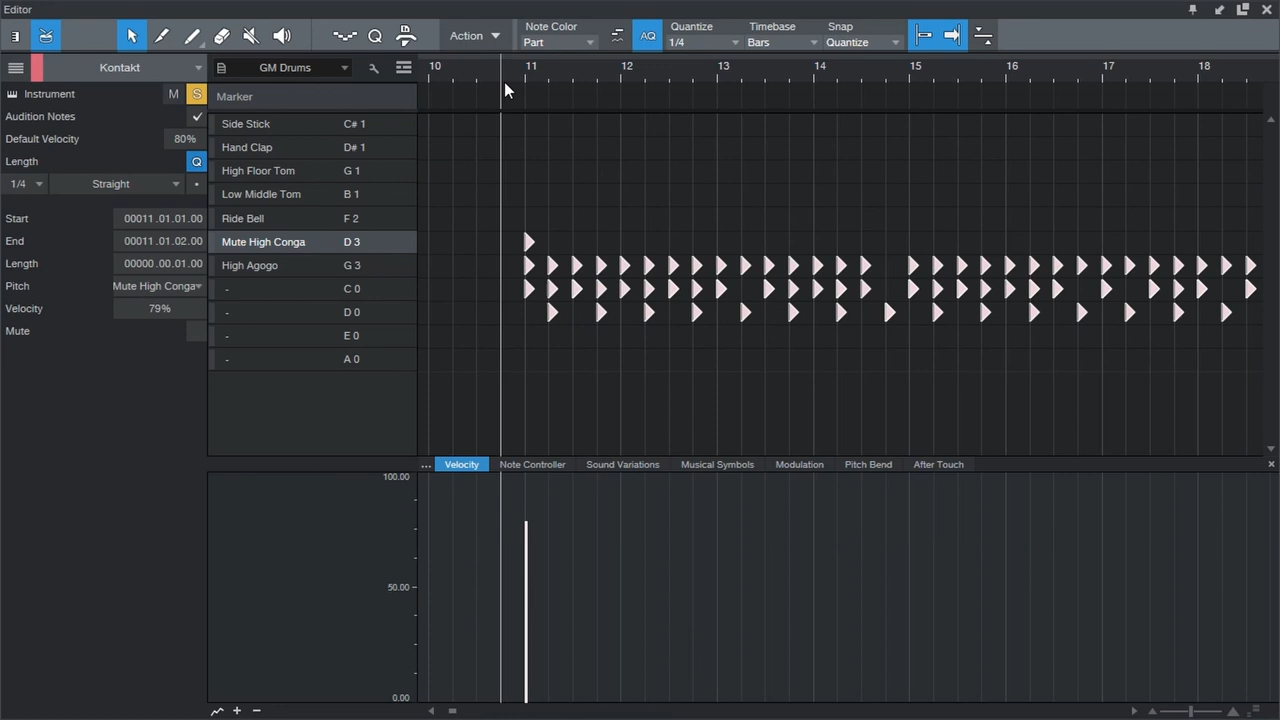 Editor
Action
Note Color
Part
AQ
Quantize
1/4
Timebase
Bars
Snap
Quantize
Kontakt
GM Drums
10 11 12 13 14 15 16 17 18
Instrument M S
Marker
Audition Notes
Default Velocity 80%
Length Q
1/4 Straight
Start 00011.01.01.00
End 00011.01.02.00
Length 00000.00.01.00
Pitch Mute High Conga
Velocity 79%
Mute
Side Stick C# 1
Hand Clap D# 1
High Floor Tom G 1
Low Middle Tom B 1
Ride Bell F 2
Mute High Conga D 3
High Agogo G 3
- C 0
- D 0
- E 0
- A 0
... Velocity Note Controller Sound Variations Musical Symbols Modulation Pitch Bend After Touch
100.00
50.00
0.00